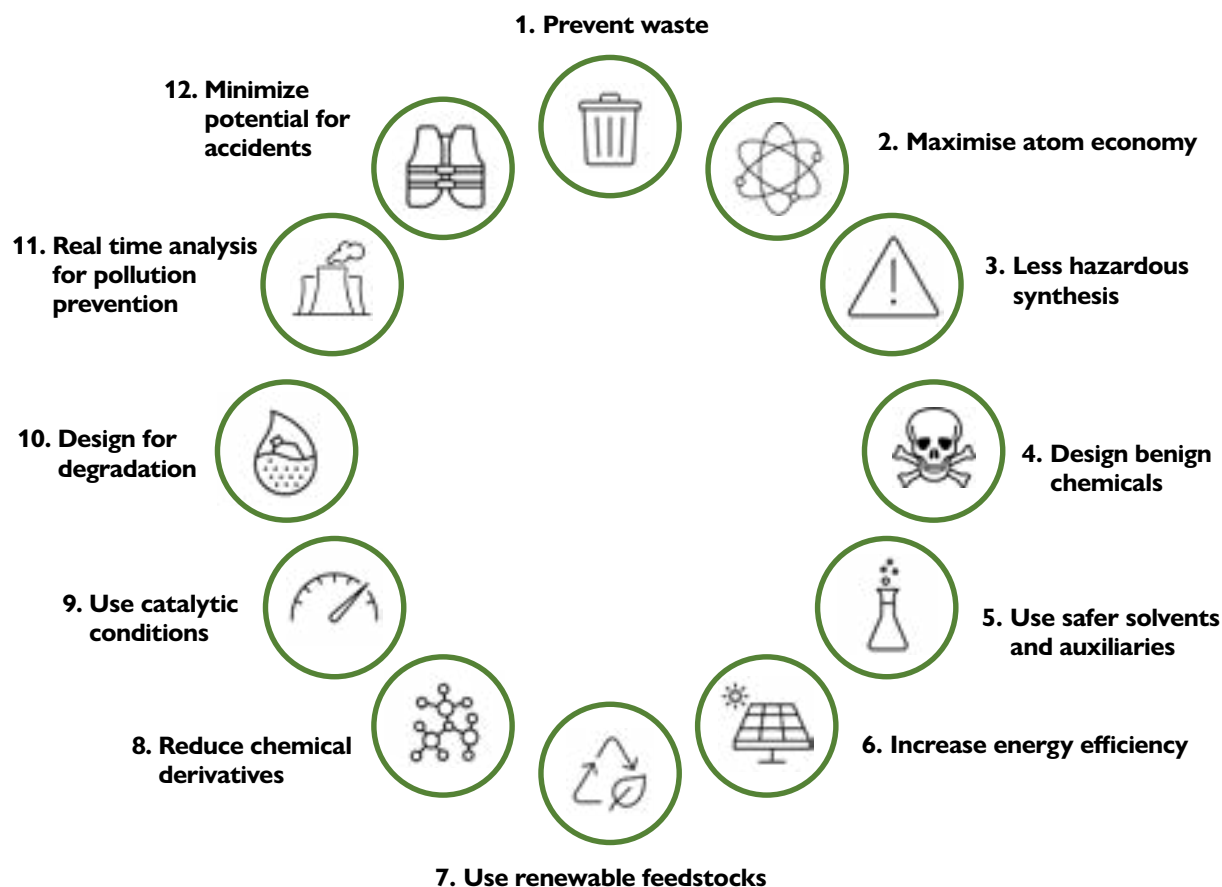 1. Prevent waste
2. Maximise atom economy
3. Less hazardous
synthesis
4. Design benign
chemicals
5. Use safer solvents
and auxiliaries
6. Increase energy efficiency
7. Use renewable feedstocks
8. Reduce chemical
derivatives
9. Use catalytic
conditions
10. Design for
degradation
11. Real time analysis
for pollution
prevention
12. Minimize
potential for
accidents